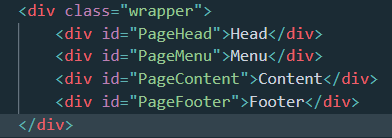 <div class="wrapper">
    <div id="PageHead">Head</div>
    <div id="PageMenu">Menu</div>
    <div id="PageContent">Content</div>
    <div id="PageFooter">Footer</div>
</div>